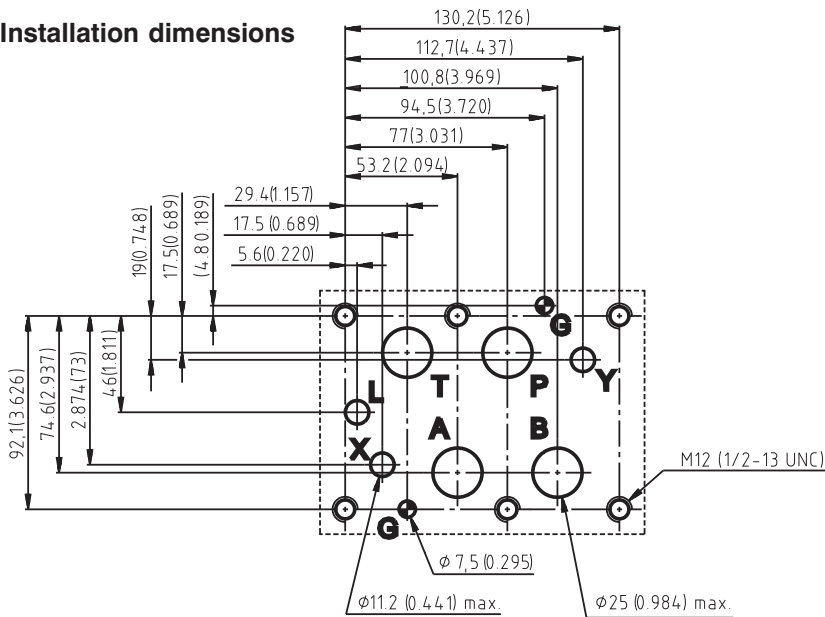 Installation dimensions
130,2(5.126)
112,7(4.437)
100,8(3.969)
94,5(3.720)
77(3.031)
53.2(2.094)
29.4(1.157)
17.5(0.689)
5.6(0.220)
19(0.748)
17.5(0.689)
(4.8 0.189)
92,1(3.626)
74.6(2.937)
2.874(73)
46(1.811)
G
L
T
P
Y
X
A
B
G
M12 (1/2-13 UNC)
ϕ 7,5 (0.295)
ϕ11.2 (0.441) max.
ϕ25 (0.984) max.